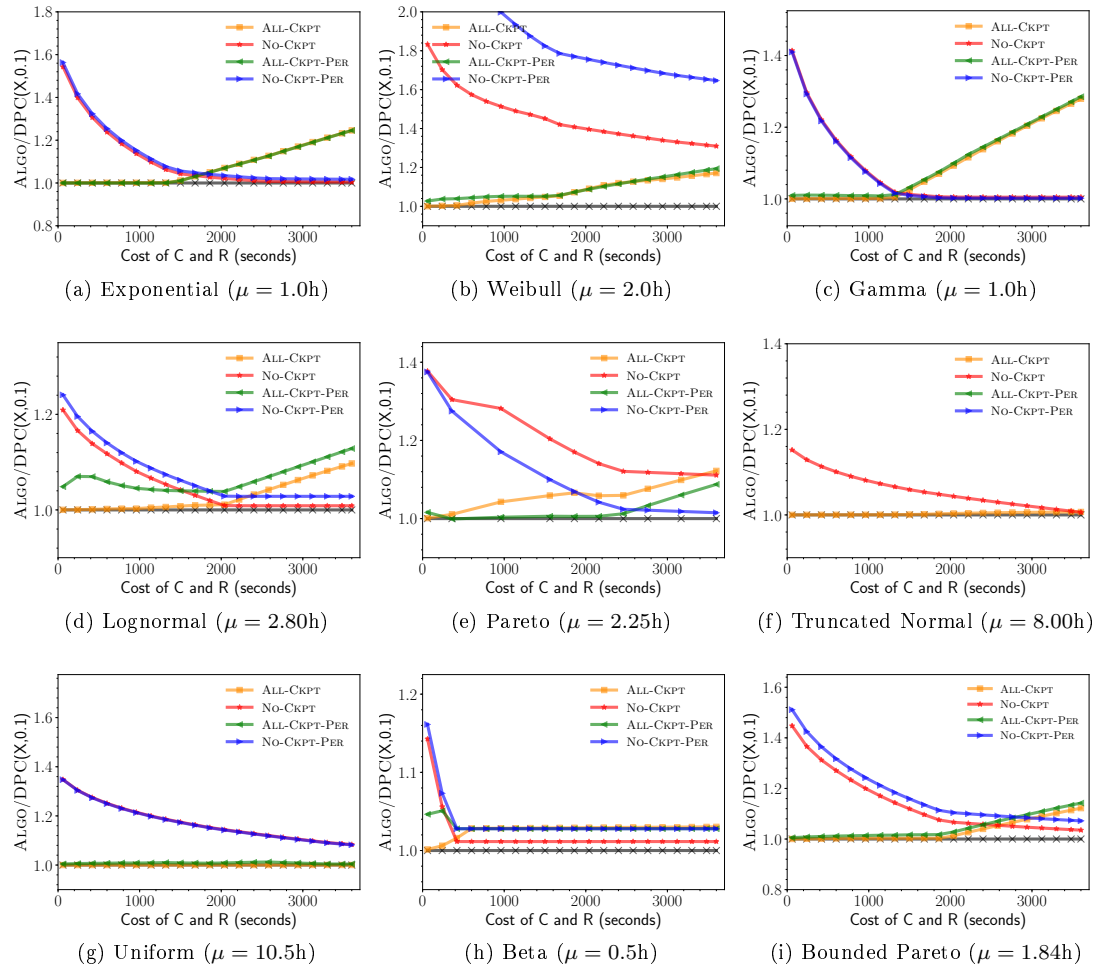 1.8
1.6
1.4
1.2
1.0
0.8
ALGO/DPC(X,0.1)
ALL-CKPT
NO-CKPT
ALL-CKPT-PER
NO-CKPT-PER
0 1000 2000 3000
Cost of C and R (seconds)
(a) Exponential (μ = 1.0h)
2.0
1.8
1.6
1.4
1.2
1.0
ALGO/DPC(X,0.1)
ALL-CKPT
NO-CKPT
ALL-CKPT-PER
NO-CKPT-PER
0 1000 2000 3000
Cost of C and R (seconds)
(b) Weibull (μ = 2.0h)
1.4
1.2
1.0
ALGO/DPC(X,0.1)
ALL-CKPT
NO-CKPT
ALL-CKPT-PER
NO-CKPT-PER
0 1000 2000 3000
Cost of C and R (seconds)
(c) Gamma (μ = 1.0h)
1.2
1.0
ALGO/DPC(X,0.1)
ALL-CKPT
NO-CKPT
ALL-CKPT-PER
NO-CKPT-PER
0 1000 2000 3000
Cost of C and R (seconds)
(d) Lognormal (μ = 2.80h)
1.4
1.2
1.0
ALGO/DPC(X,0.1)
ALL-CKPT
NO-CKPT
ALL-CKPT-PER
NO-CKPT-PER
0 1000 2000 3000
Cost of C and R (seconds)
(e) Pareto (μ = 2.25h)
1.4
1.2
1.0
ALGO/DPC(X,0.1)
ALL-CKPT
NO-CKPT
ALL-CKPT-PER
NO-CKPT-PER
0 1000 2000 3000
Cost of C and R (seconds)
(f) Truncated Normal (μ = 8.00h)
1.6
1.4
1.2
1.0
ALGO/DPC(X,0.1)
ALL-CKPT
NO-CKPT
ALL-CKPT-PER
NO-CKPT-PER
0 1000 2000 3000
Cost of C and R (seconds)
(g) Uniform (μ = 10.5h)
1.2
1.1
1.0
ALGO/DPC(X,0.1)
ALL-CKPT
NO-CKPT
ALL-CKPT-PER
NO-CKPT-PER
0 1000 2000 3000
Cost of C and R (seconds)
(h) Beta (μ = 0.5h)
1.6
1.4
1.2
1.0
0.8
ALGO/DPC(X,0.1)
ALL-CKPT
NO-CKPT
ALL-CKPT-PER
NO-CKPT-PER
0 1000 2000 3000
Cost of C and R (seconds)
(i) Bounded Pareto (μ = 1.84h)